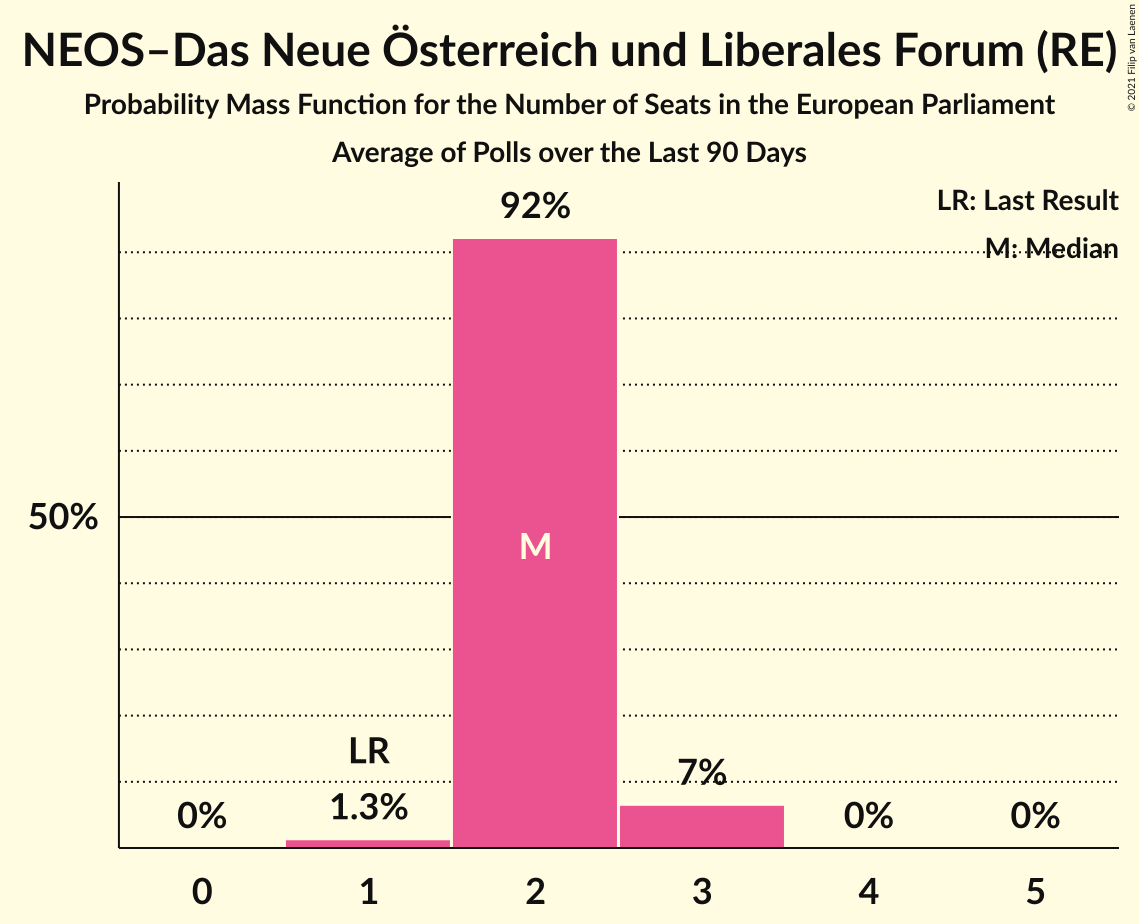 NEOS–Das Neue Österreich und Liberales Forum (RE)
Probability Mass Function for the Number of Seats in the European Parliament
Average of Polls over the Last 90 Days
© 2021 Filip van Laenen
LR: Last Result
M: Median
92%
50%
M
LR
0%
1.3%
7%
0%
0%
0
1
2
3
4
5